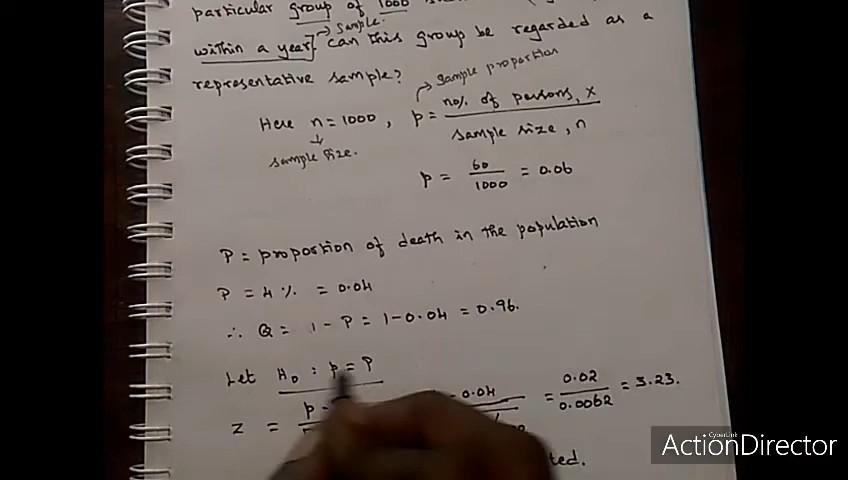 particular group of 1000
within a year} → sample. can this group be regarded as a
representative sample? → sample proportion
Here n = 1000 , p = no% of persons, x / sample size, n
↓ sample size.
p = 60 / 1000 = 0.06
P = proportion of death in the population
P = 4 % = 0.04
∴ Q = 1 - P = 1 - 0.04 = 0.96.
Let H0 : p = P
z = p - 0.04 = 0.02 / 0.0062 = 3.23.
ted.
CyberLink
ActionDirector